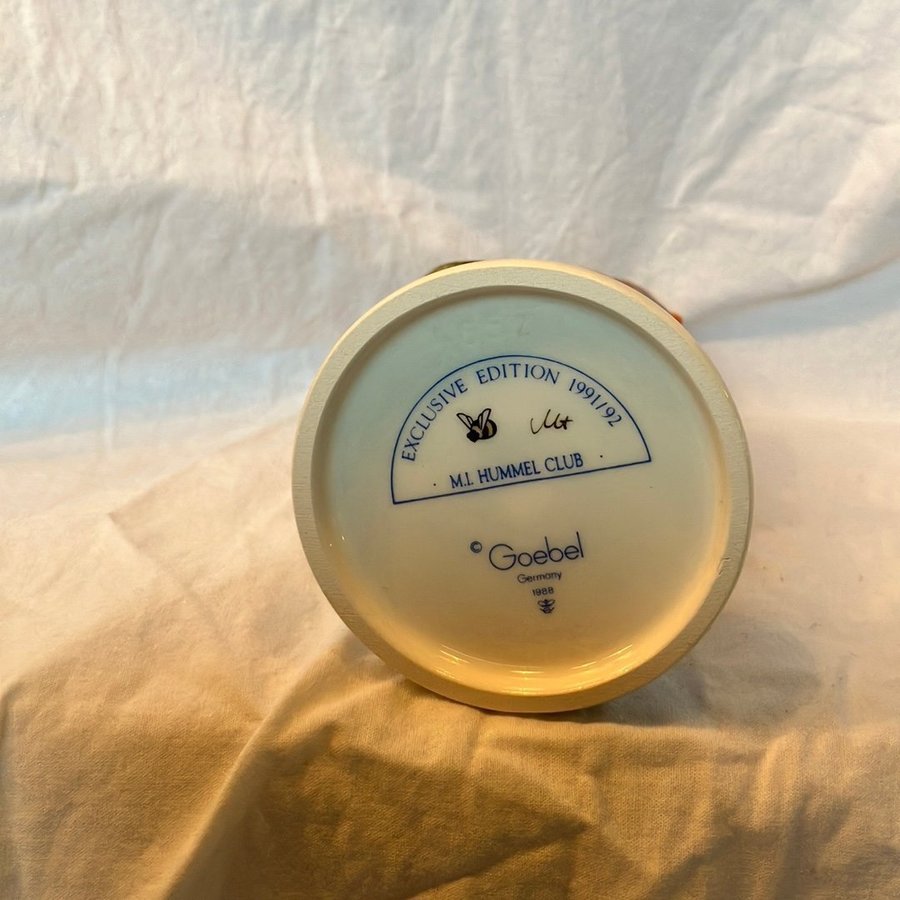 EXCLUSIVE EDITION 1991/92
· M.I. HUMMEL CLUB ·
© Goebel
Germany
1988